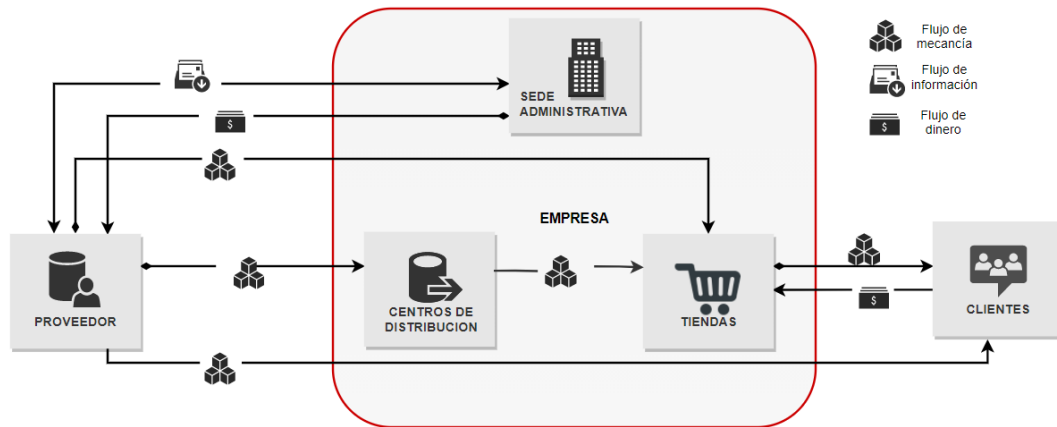 Flujo de
mecancía
Flujo de
información
Flujo de
dinero
SEDE
ADMINISTRATIVA
$
EMPRESA
PROVEEDOR
CENTROS DE
DISTRIBUCION
TIENDAS
$
CLIENTES
$